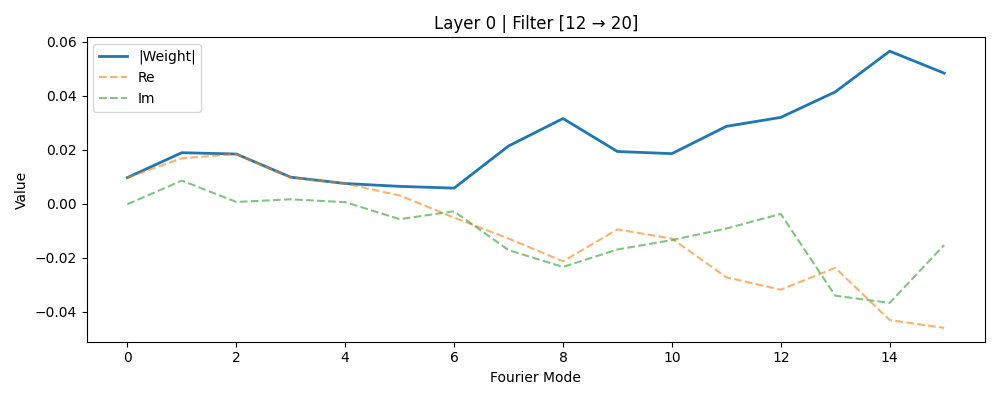 Layer 0 | Filter [12 → 20]
|Weight|
Re
Im
Value
0.06
0.04
0.02
0.00
−0.02
−0.04
0 2 4 6 8 10 12 14
Fourier Mode